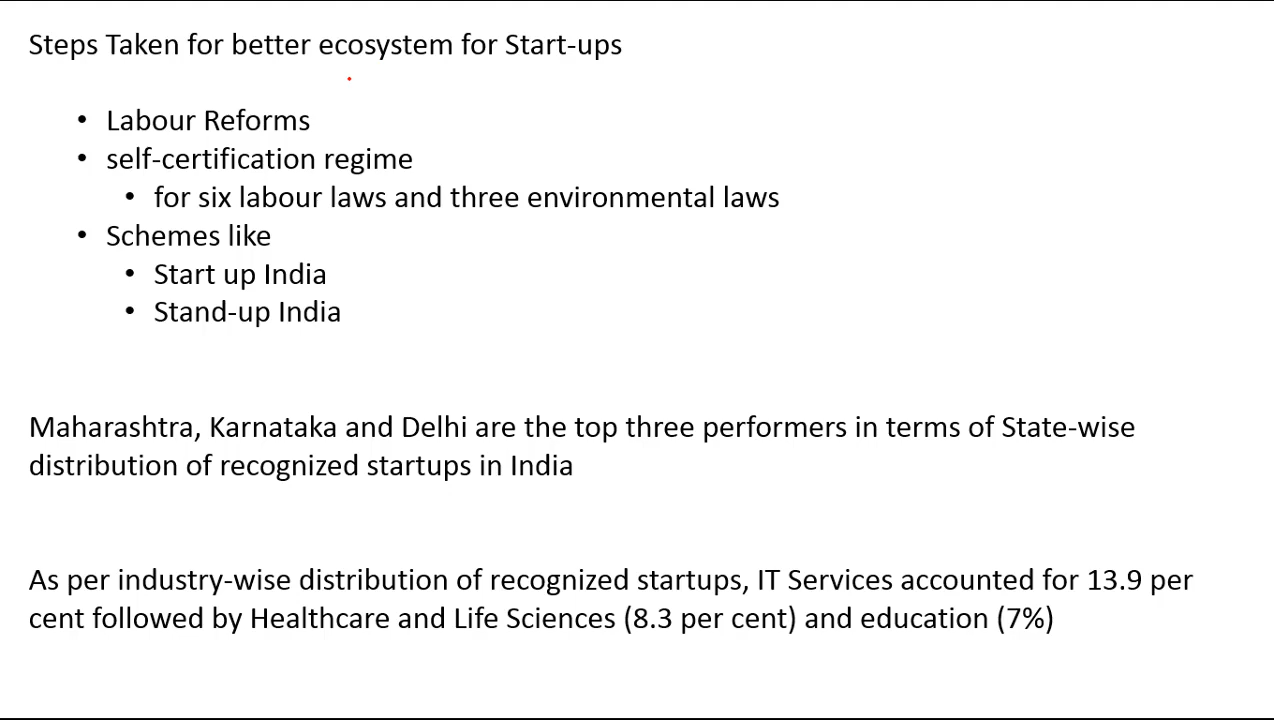 Steps Taken for better ecosystem for Start-ups
• Labour Reforms
• self-certification regime
• for six labour laws and three environmental laws
• Schemes like
• Start up India
• Stand-up India
Maharashtra, Karnataka and Delhi are the top three performers in terms of State-wise
distribution of recognized startups in India
As per industry-wise distribution of recognized startups, IT Services accounted for 13.9 per
cent followed by Healthcare and Life Sciences (8.3 per cent) and education (7%)